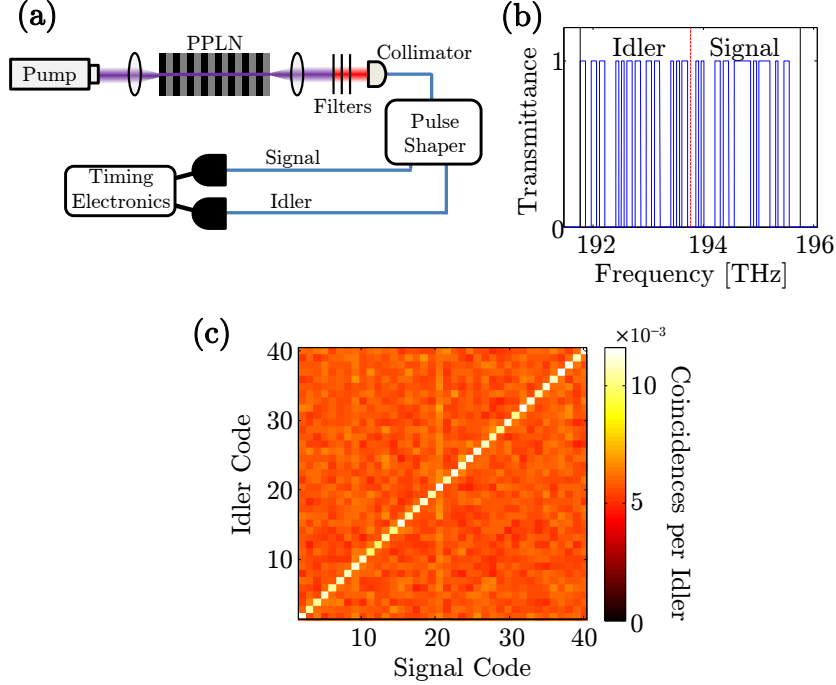 (a)
PPLN
Collimator
Pump
Filters
Pulse
Shaper
Signal
Timing
Electronics
Idler
(b)
Transmittance
1
0
Idler
Signal
192
194
196
Frequency [THz]
(c)
Idler Code
40
30
20
10
10
20
30
40
Signal Code
×10⁻³
10
5
0
Coincidences per Idler